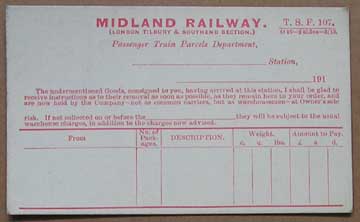 MIDLAND RAILWAY. T. S. F. 107.
(LONDON TILBURY & SOUTHEND SECTION.)
Passenger Train Parcels Department,
Station,
191
The undermentioned Goods, consigned to you, having arrived at this station, I shall be glad to
receive instructions as to their removal as soon as possible, as they remain here to your order, and
are now held by the Company not as common carriers, but as warehousemen at Owner's sole
risk. If not called on or before the they will be subject to the usual
warehouse charges, in addition to the charges now advised.
From
No. of Pack-ages.
DESCRIPTION.
Weight.
Amount to Pay.
c. q. lbs. £ s d.